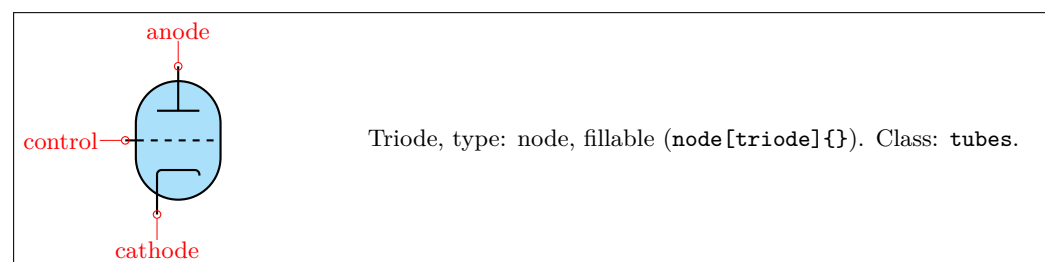 anode
control
Triode, type: node, fillable (node[triode]{}). Class: tubes.
cathode